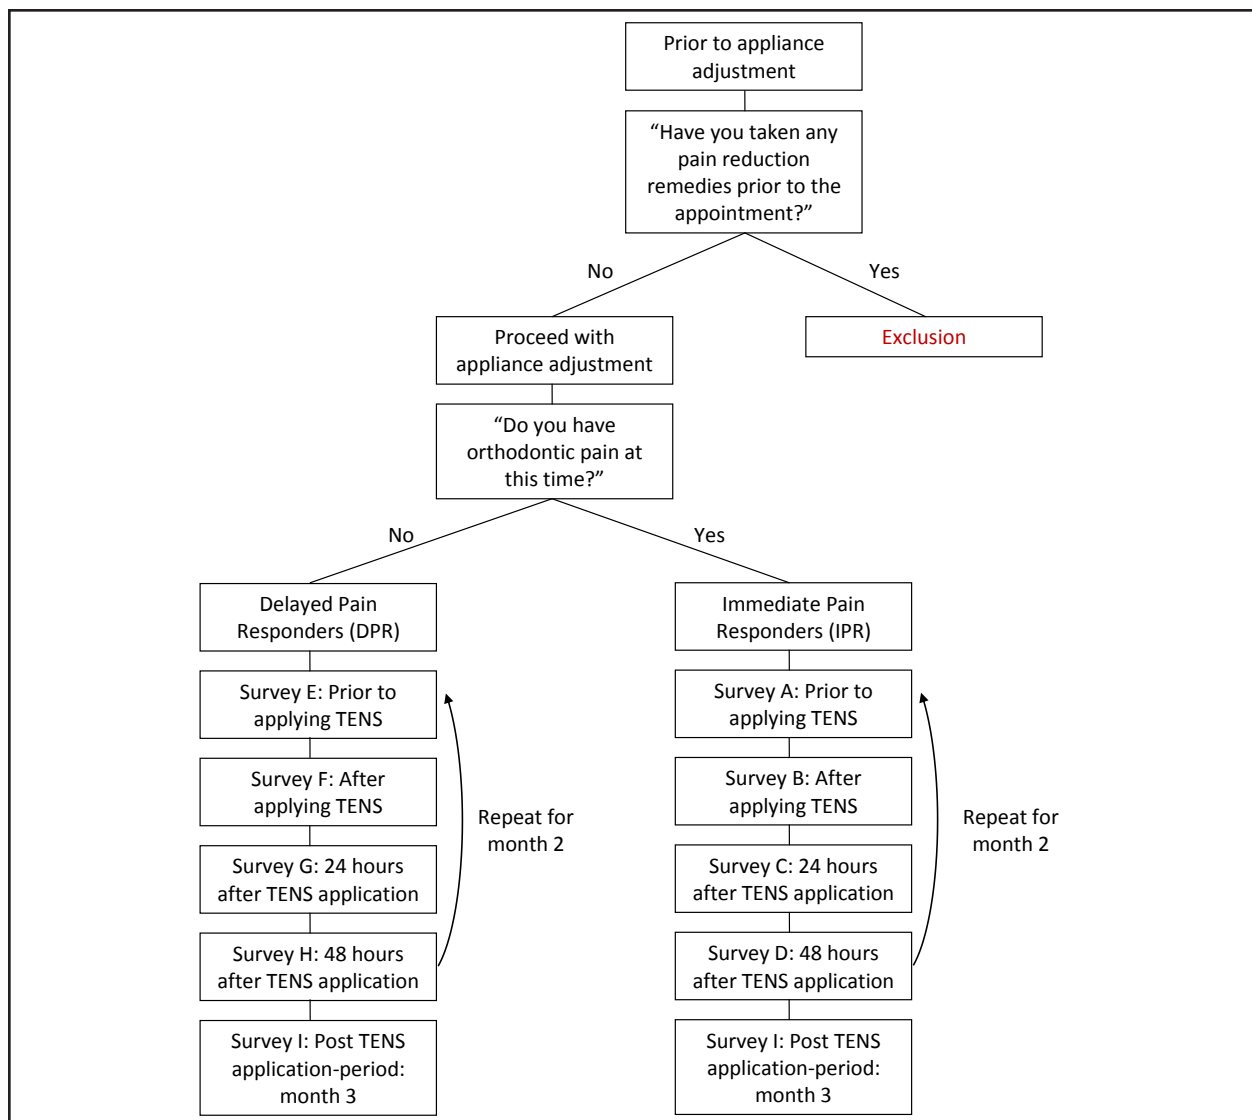 Prior to appliance
adjustment
“Have you taken any
pain reduction
remedies prior to the
appointment?”
No
Yes
Proceed with
appliance adjustment
Exclusion
“Do you have
orthodontic pain at
this time?”
No
Yes
Delayed Pain
Responders (DPR)
Immediate Pain
Responders (IPR)
Survey E: Prior to
applying TENS
Survey A: Prior to
applying TENS
Survey F: After
applying TENS
Survey B: After
applying TENS
Repeat for
month 2
Repeat for
month 2
Survey G: 24 hours
after TENS application
Survey C: 24 hours
after TENS application
Survey H: 48 hours
after TENS application
Survey D: 48 hours
after TENS application
Survey I: Post TENS
application-period:
month 3
Survey I: Post TENS
application-period:
month 3